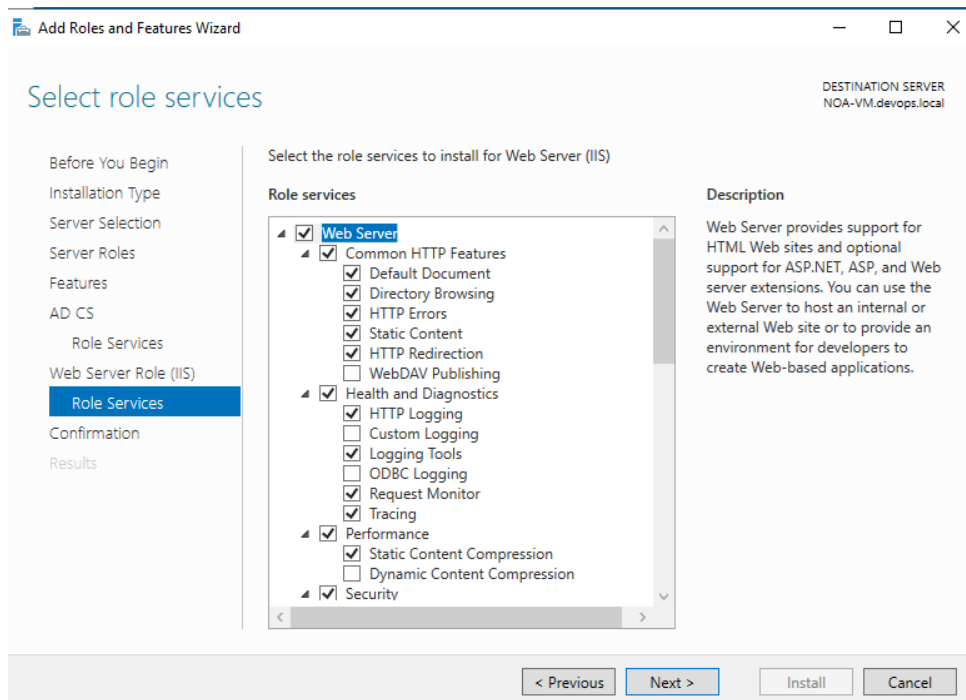 Add Roles and Features Wizard
Select role services
DESTINATION SERVER
NOA-VM.devops.local
Before You Begin
Installation Type
Server Selection
Server Roles
Features
AD CS
Role Services
Web Server Role (IIS)
Role Services
Confirmation
Results
Select the role services to install for Web Server (IIS)
Role services
Web Server
Common HTTP Features
Default Document
Directory Browsing
HTTP Errors
Static Content
HTTP Redirection
WebDAV Publishing
Health and Diagnostics
HTTP Logging
Custom Logging
Logging Tools
ODBC Logging
Request Monitor
Tracing
Performance
Static Content Compression
Dynamic Content Compression
Security
Description
Web Server provides support for
HTML Web sites and optional
support for ASP.NET, ASP, and Web
server extensions. You can use the
Web Server to host an internal or
external Web site or to provide an
environment for developers to
create Web-based applications.
< Previous
Next >
Install
Cancel